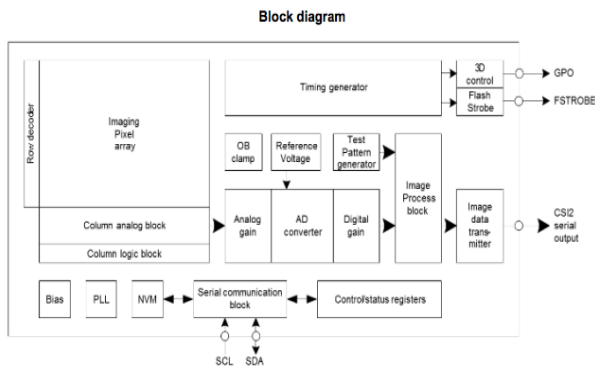 Block diagram
Row decoder
Imaging
Pixel
array
Column analog block
Column logic block
Timing generator
3D
control
Flash
Strobe
GPO
FSTROBE
OB
clamp
Reference
Voltage
Test
Pattern
generator
Analog
gain
AD
converter
Digital
gain
Image
Process
block
Image
data
trans-
mitter
CSI2
serial
output
Bias
PLL
NVM
Serial communication
block
Control/status registers
SCL
SDA